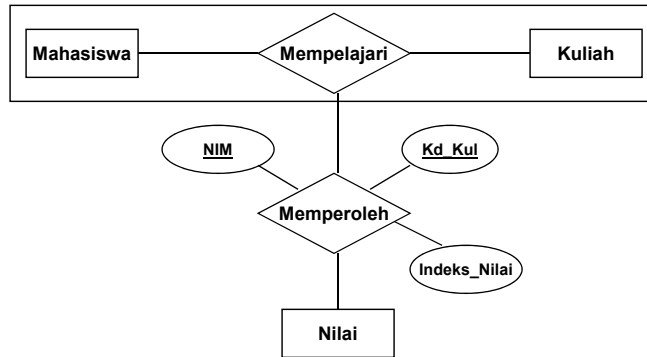 Mahasiswa
Mempelajari
Kuliah
NIM
Kd_Kul
Memperoleh
Indeks_Nilai
Nilai